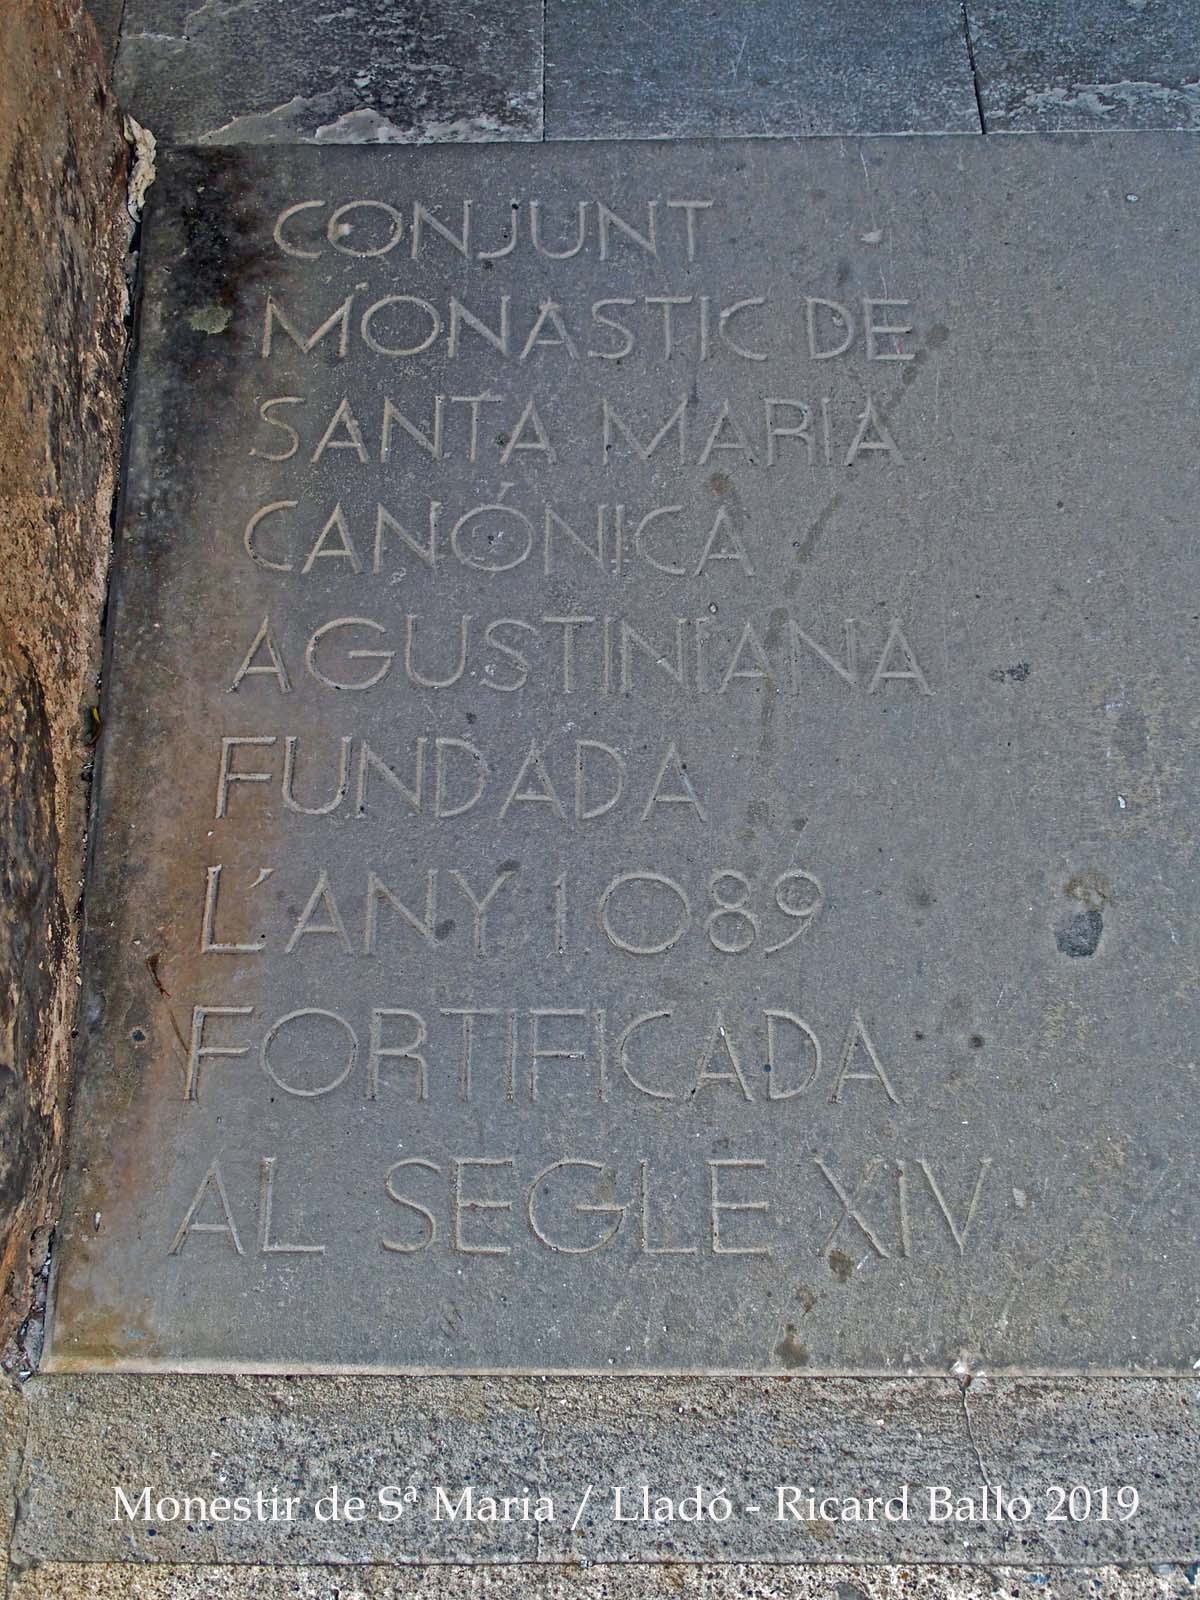 CONJUNT
MONASTIC DE
SANTA MARIA
CANÓNICA
AGUSTINIANA
FUNDADA
L'ANY 1089
FORTIFICADA
AL SEGLE XIV
Monestir de Sª Maria / Lladó - Ricard Ballo 2019